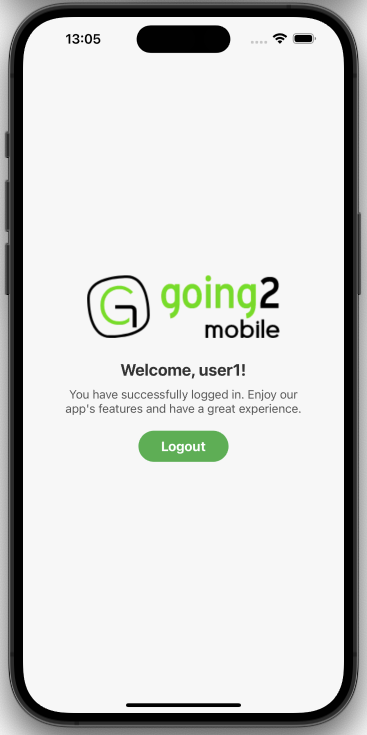 13:05
going2
mobile
Welcome, user1!
You have successfully logged in. Enjoy our
app's features and have a great experience.
Logout